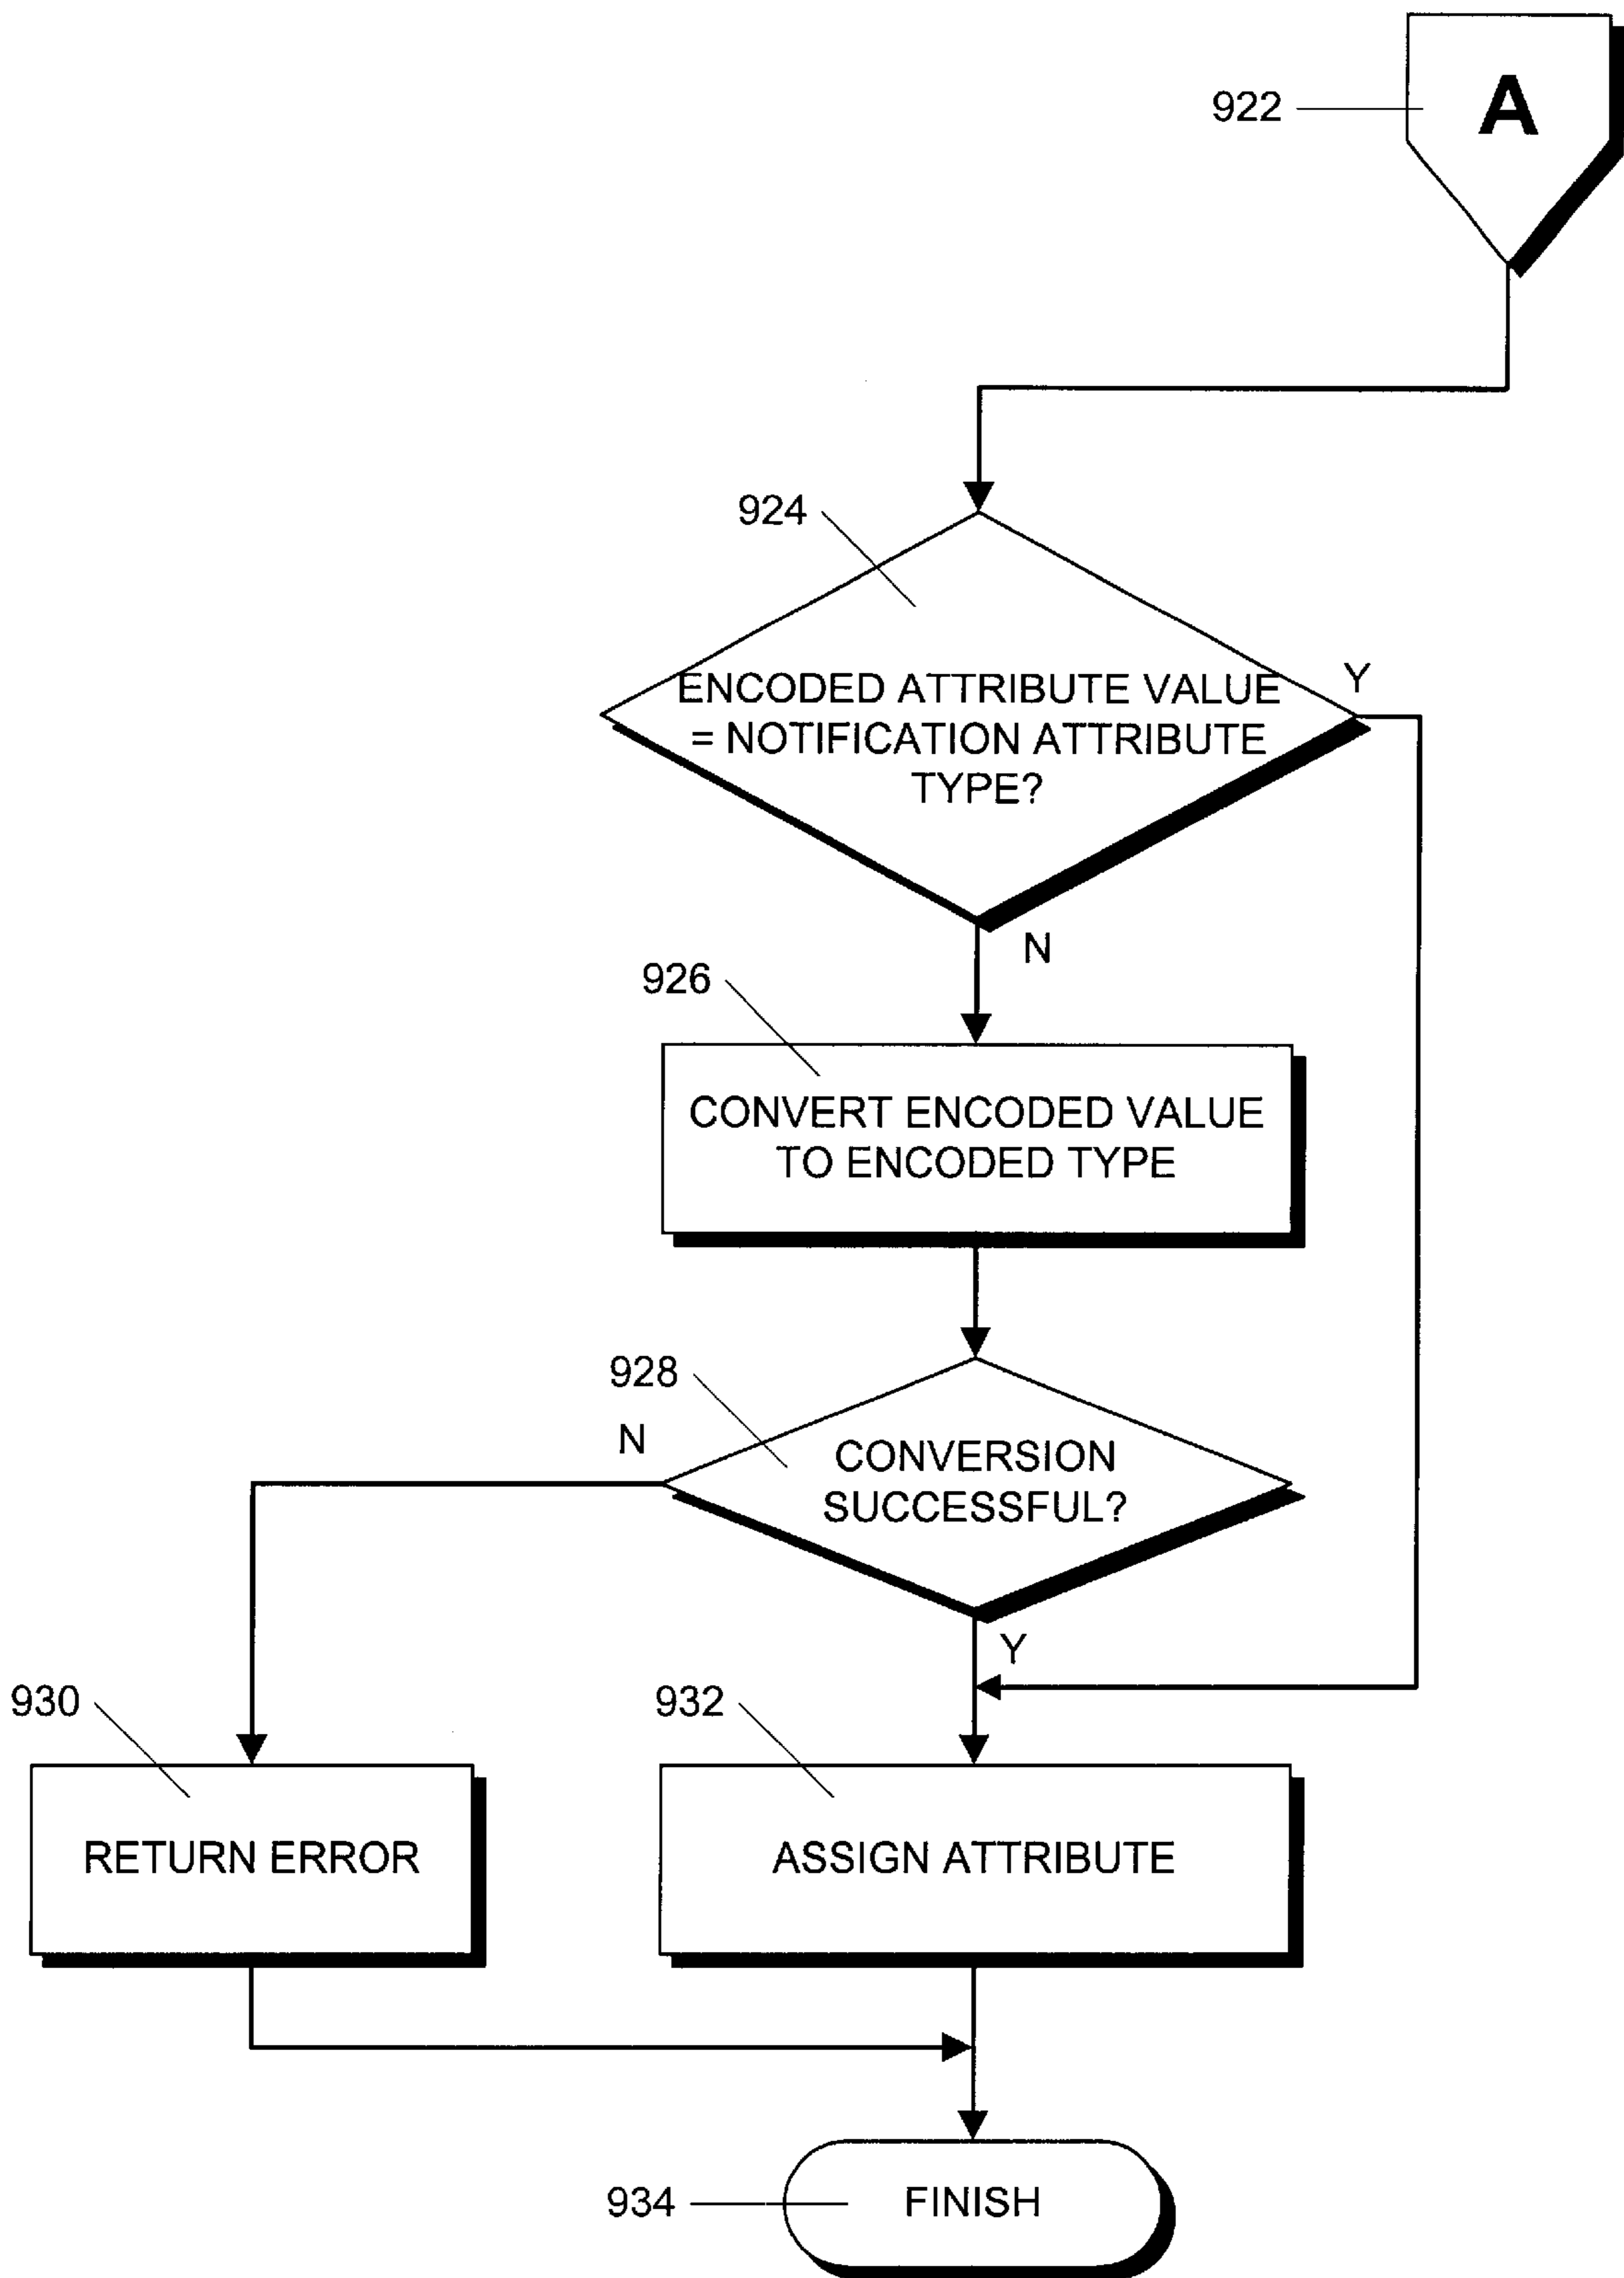 922
A
924
ENCODED ATTRIBUTE VALUE
= NOTIFICATION ATTRIBUTE
TYPE?
Y
N
926
CONVERT ENCODED VALUE
TO ENCODED TYPE
928
N
CONVERSION
SUCCESSFUL?
Y
930
932
RETURN ERROR
ASSIGN ATTRIBUTE
934
FINISH